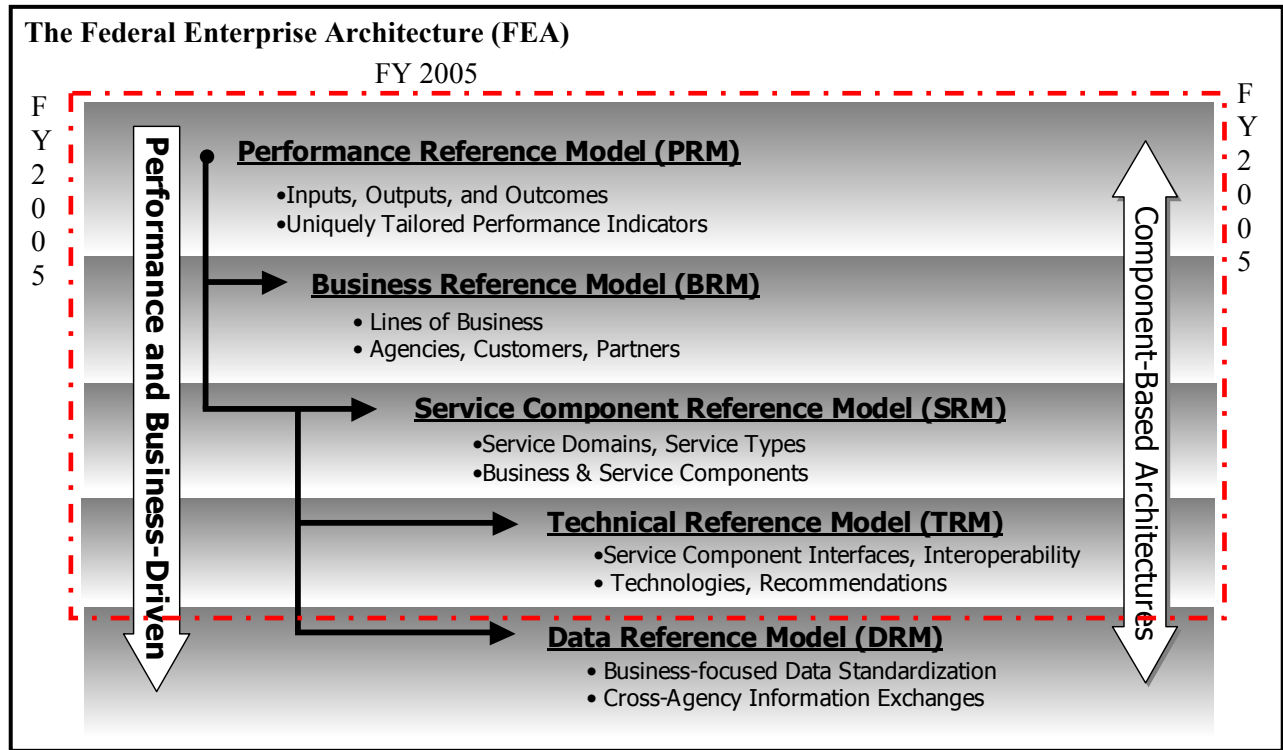 The Federal Enterprise Architecture (FEA)
FY 2005
F
Y
2
0
0
5
F
Y
2
0
0
5
Performance and Business-Driven
Performance Reference Model (PRM)
•Inputs, Outputs, and Outcomes
•Uniquely Tailored Performance Indicators
Business Reference Model (BRM)
• Lines of Business
• Agencies, Customers, Partners
Service Component Reference Model (SRM)
•Service Domains, Service Types
•Business & Service Components
Technical Reference Model (TRM)
•Service Component Interfaces, Interoperability
• Technologies, Recommendations
Data Reference Model (DRM)
• Business-focused Data Standardization
• Cross-Agency Information Exchanges
Component-Based Architectures